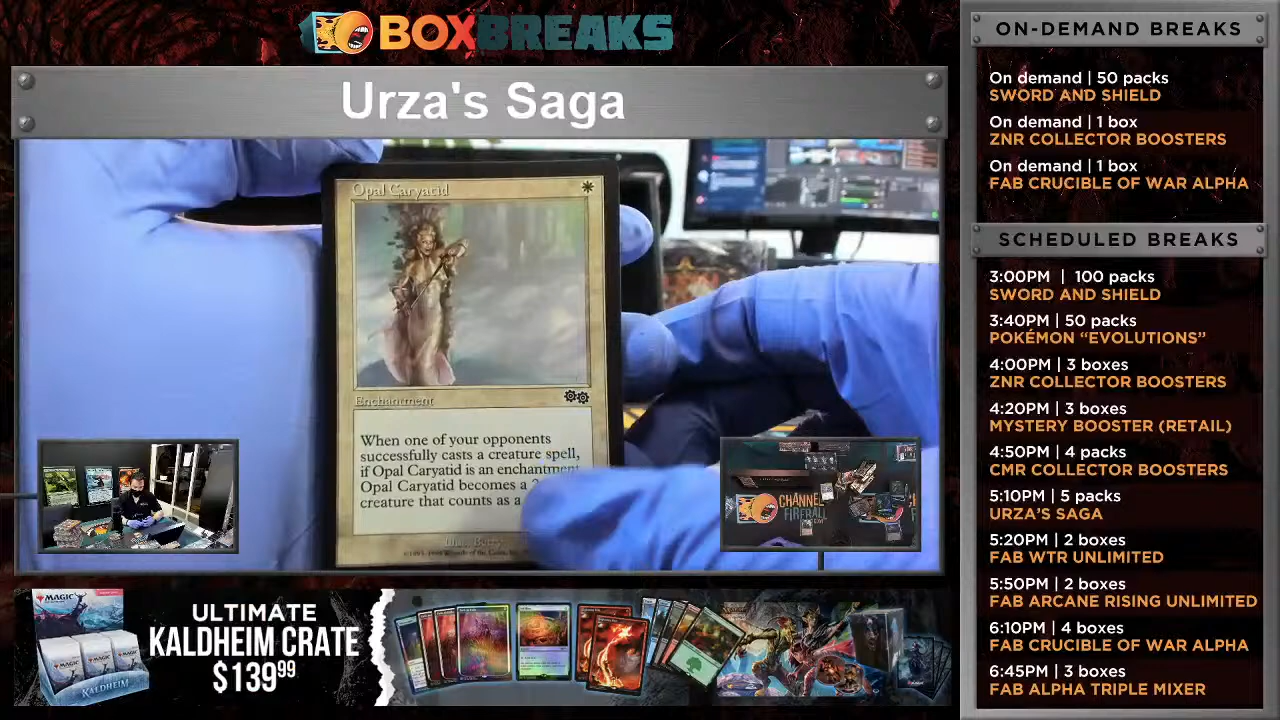 BOXBREAKS
Urza's Saga
Opal Caryatid
Enchantment
When one of your opponents
successfully casts a creature spell,
if Opal Caryatid is an enchantment,
Opal Caryatid becomes a
creature that counts as a
Illus.
CHANNEL
FIREBALL
MAGIC
KALDHEIM
ULTIMATE
KALDHEIM CRATE
$139.99
ON-DEMAND BREAKS
On demand | 50 packs
SWORD AND SHIELD
On demand | 1 box
ZNR COLLECTOR BOOSTERS
On demand | 1 box
FAB CRUCIBLE OF WAR ALPHA
SCHEDULED BREAKS
3:00PM | 100 packs
SWORD AND SHIELD
3:40PM | 50 packs
POKÉMON “EVOLUTIONS”
4:00PM | 3 boxes
ZNR COLLECTOR BOOSTERS
4:20PM | 3 boxes
MYSTERY BOOSTER (RETAIL)
4:50PM | 4 packs
CMR COLLECTOR BOOSTERS
5:10PM | 5 packs
URZA’S SAGA
5:20PM | 2 boxes
FAB WTR UNLIMITED
5:50PM | 2 boxes
FAB ARCANE RISING UNLIMITED
6:10PM | 4 boxes
FAB CRUCIBLE OF WAR ALPHA
6:45PM | 3 boxes
FAB ALPHA TRIPLE MIXER